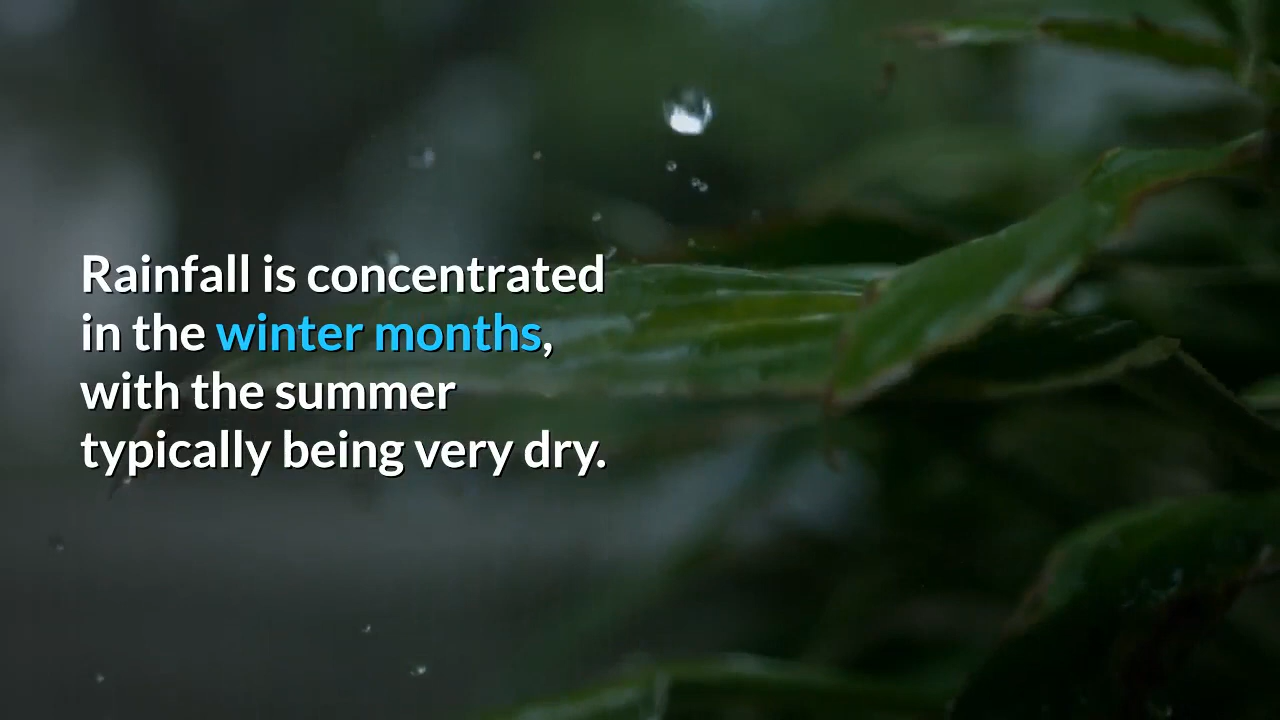 Rainfall is concentrated
in the winter months,
with the summer
typically being very dry.